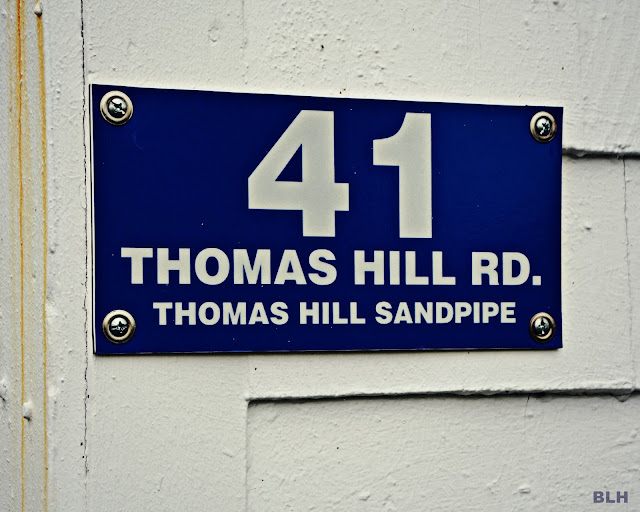 41
THOMAS HILL RD.
THOMAS HILL SANDPIPE
BLH